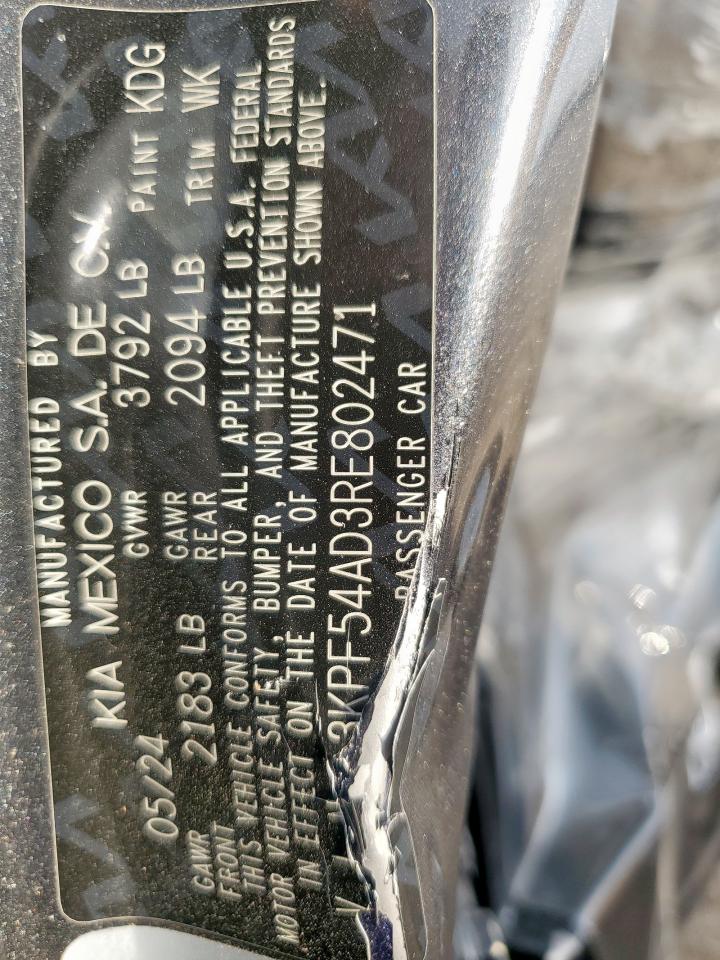 MANUFACTURED BY
KIA MEXICO S.A. DE C.V.
05/24 GVWR 3792 LB PAINT KDG
GAWR FRONT 2183 LB GAWR REAR 2094 LB TRIM WK
THIS VEHICLE CONFORMS TO ALL APPLICABLE U.S.A. FEDERAL
MOTOR VEHICLE SAFETY, BUMPER, AND THEFT PREVENTION STANDARDS
IN EFFECT ON THE DATE OF MANUFACTURE SHOWN ABOVE.
3KPF54AD3RE802471
PASSENGER CAR